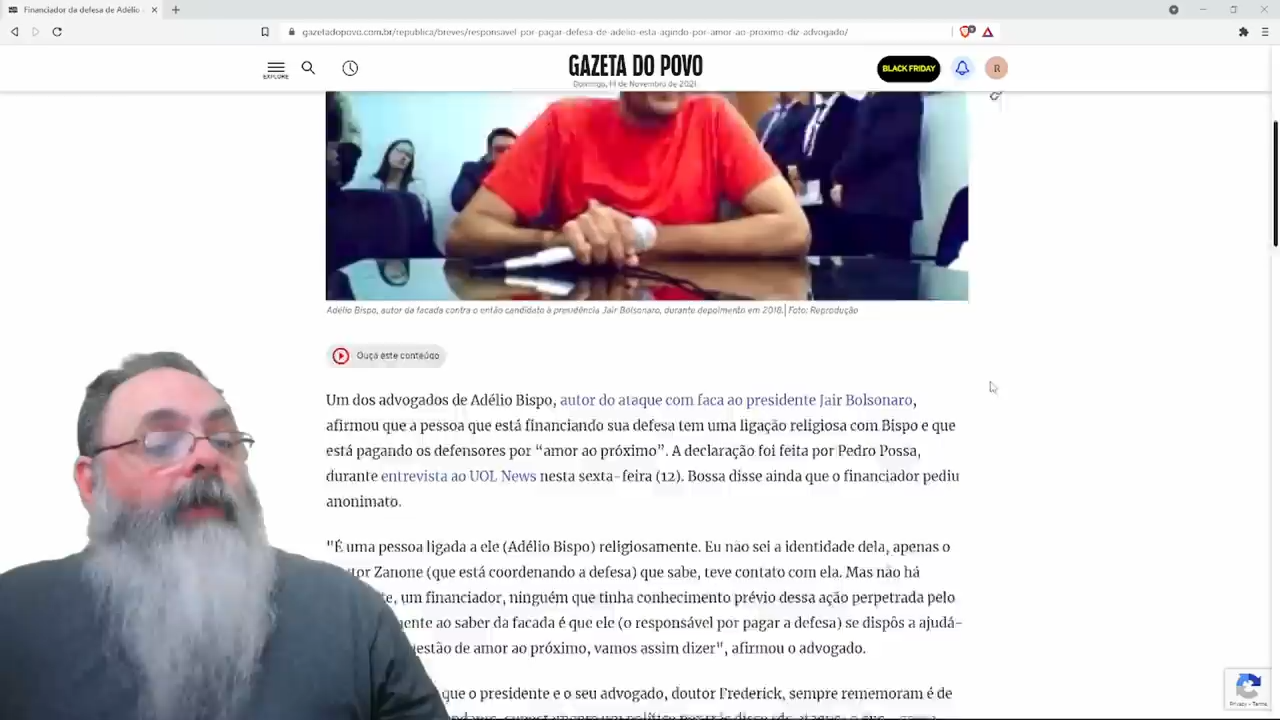 Financiador da defesa de Adélio
gazetadopovo.com.br/republica/breves/responsavel-por-pagar-defesa-de-adelio-esta-agindo-por-amor-ao-proximo-diz-advogado/
EXPLORE
GAZETA DO POVO
Domingo, 14 de Novembro de 2021.
BLACK FRIDAY
R
Adélio Bispo, autor da facada contra o então candidato à presidência Jair Bolsonaro, durante depoimento em 2018.| Foto: Reprodução
Ouça este conteúdo
Um dos advogados de Adélio Bispo, autor do ataque com faca ao presidente Jair Bolsonaro,
afirmou que a pessoa que está financiando sua defesa tem uma ligação religiosa com Bispo e que
está pagando os defensores por “amor ao próximo”. A declaração foi feita por Pedro Possa,
durante entrevista ao UOL News nesta sexta-feira (12). Bossa disse ainda que o financiador pediu
anonimato.
"É uma pessoa ligada a ele (Adélio Bispo) religiosamente. Eu não sei a identidade dela, apenas o
tor Zanone (que está coordenando a defesa) que sabe, teve contato com ela. Mas não há
te, um financiador, ninguém que tinha conhecimento prévio dessa ação perpetrada pelo
ente ao saber da facada é que ele (o responsável por pagar a defesa) se dispôs a ajudá-
estão de amor ao próximo, vamos assim dizer", afirmou o advogado.
que o presidente e o seu advogado, doutor Frederick, sempre rememoram é de
Privacy - Terms